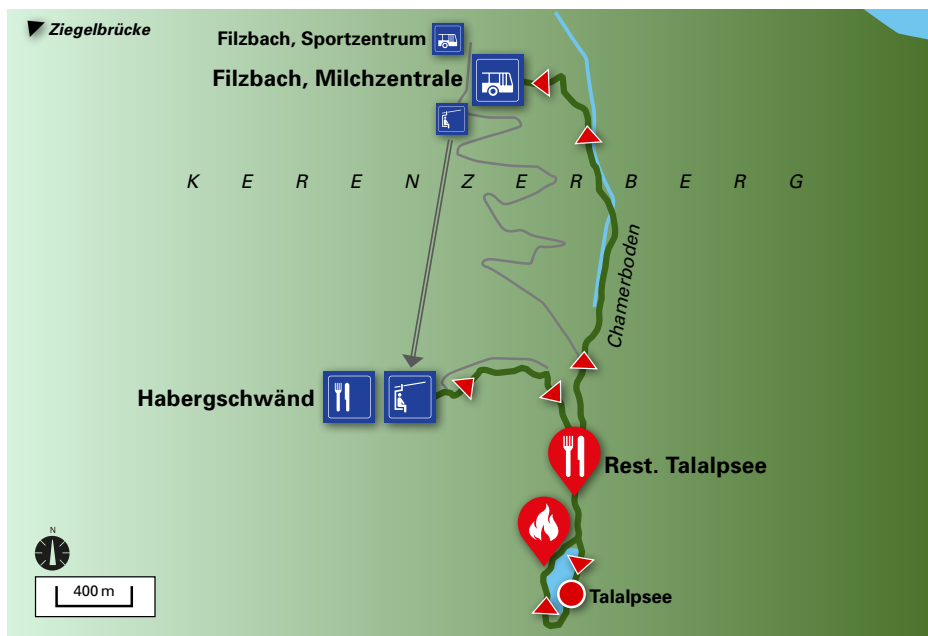 Ziegelbrücke
Filzbach, Sportzentrum
Filzbach, Milchzentrale
K E R E N Z E R B E R G
Chamerboden
Habergschwänd
Rest. Talalpsee
N
400 m
Talalpsee